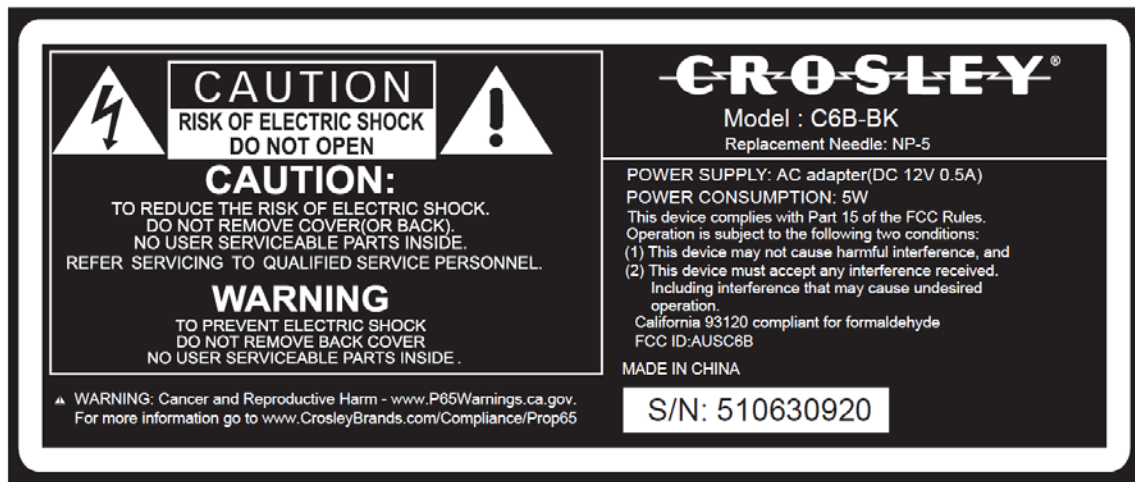 CAUTION
RISK OF ELECTRIC SHOCK
DO NOT OPEN
CAUTION:
TO REDUCE THE RISK OF ELECTRIC SHOCK.
DO NOT REMOVE COVER(OR BACK).
NO USER SERVICEABLE PARTS INSIDE.
REFER SERVICING TO QUALIFIED SERVICE PERSONNEL.
WARNING
TO PREVENT ELECTRIC SHOCK
DO NOT REMOVE BACK COVER
NO USER SERVICEABLE PARTS INSIDE.
WARNING: Cancer and Reproductive Harm - www.P65Warnings.ca.gov.
For more information go to www.CrosleyBrands.com/Compliance/Prop65
CROSLEY®
Model : C6B-BK
Replacement Needle: NP-5
POWER SUPPLY: AC adapter(DC 12V 0.5A)
POWER CONSUMPTION: 5W
This device complies with Part 15 of the FCC Rules.
Operation is subject to the following two conditions:
(1) This device may not cause harmful interference, and
(2) This device must accept any interference received.
Including interference that may cause undesired
operation.
California 93120 compliant for formaldehyde
FCC ID:AUSC6B
MADE IN CHINA
S/N: 510630920